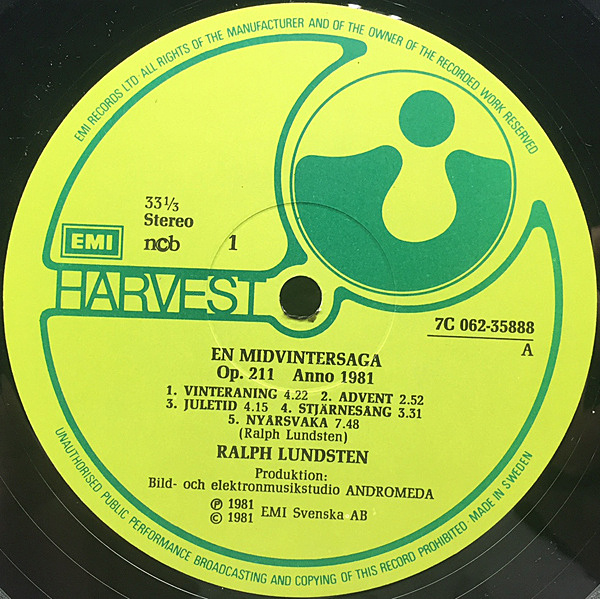 EMI RECORDS LTD ALL RIGHTS OF THE MANUFACTURER AND OF THE OWNER OF THE RECORDED WORK RESERVED
33⅓
Stereo
EMI
ncb
1
HARVEST
7C 062-35888
A
EN MIDVINTERSAGA
Op. 211 Anno 1981
1. VINTERANING 4.22 2. ADVENT 2.52
3. JULETID 4.15 4. STJÄRNESANG 3.31
5. NYARSVAKA 7.48
(Ralph Lundsten)
RALPH LUNDSTEN
Produktion:
Bild- och elektronmusikstudio ANDROMEDA
℗ 1981
© 1981 EMI Svenska AB
UNAUTHORISED PUBLIC PERFORMANCE BROADCASTING AND COPYING OF THIS RECORD PROHIBITED · MADE IN SWEDEN